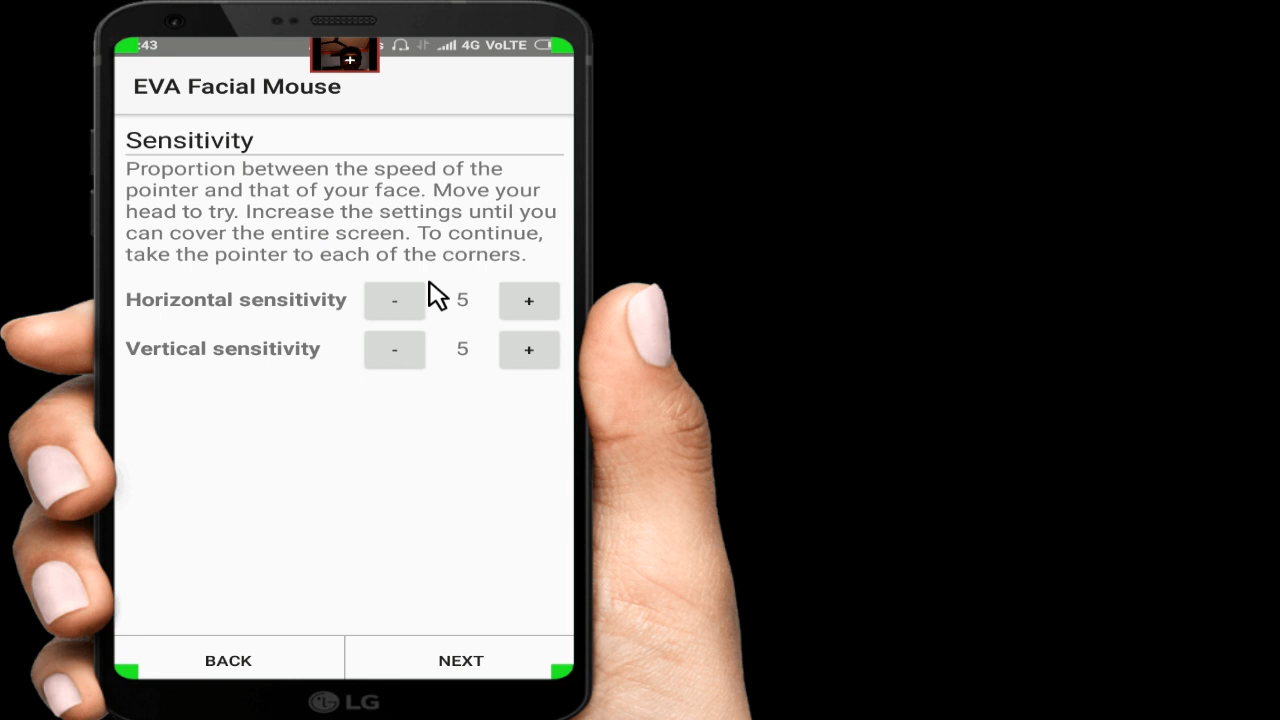 :43 s 4G VoLTE
EVA Facial Mouse
Sensitivity
Proportion between the speed of the
pointer and that of your face. Move your
head to try. Increase the settings until you
can cover the entire screen. To continue,
take the pointer to each of the corners.
Horizontal sensitivity - 5 +
Vertical sensitivity - 5 +
BACK NEXT
LG